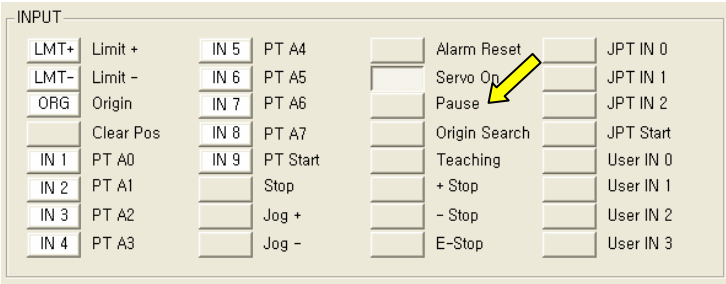 INPUT
LMT+ Limit + IN 5 PT A4 Alarm Reset JPT IN 0
LMT- Limit - IN 6 PT A5 Servo On JPT IN 1
ORG Origin IN 7 PT A6 Pause JPT IN 2
Clear Pos IN 8 PT A7 Origin Search JPT Start
IN 1 PT A0 IN 9 PT Start Teaching User IN 0
IN 2 PT A1 Stop + Stop User IN 1
IN 3 PT A2 Jog + - Stop User IN 2
IN 4 PT A3 Jog - E-Stop User IN 3